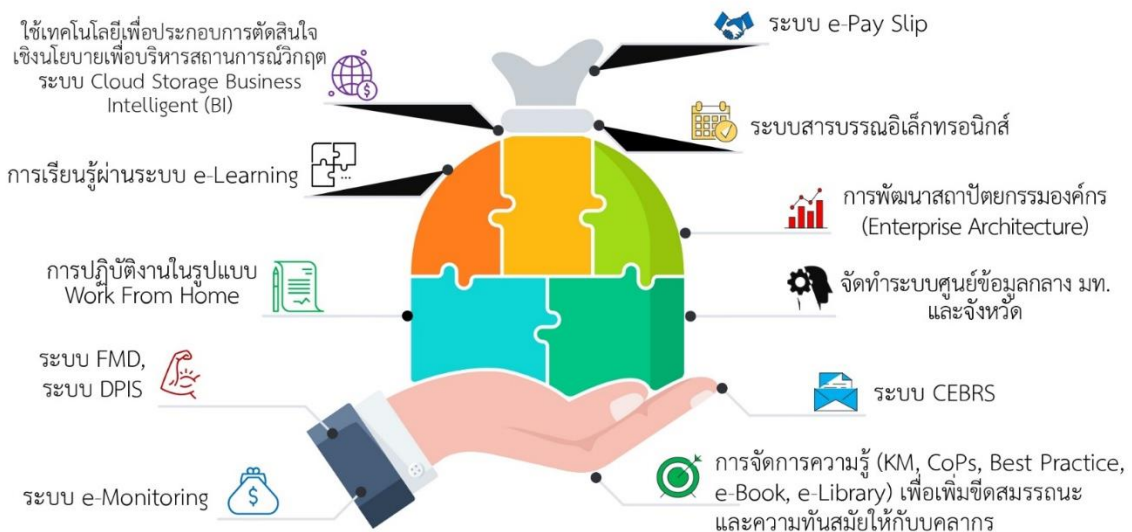 ใช้เทคโนโลยีเพื่อประกอบการตัดสินใจ
เชิงนโยบายเพื่อบริหารสถานการณ์วิกฤต
ระบบ Cloud Storage Business
Intelligent (BI)
การเรียนรู้ผ่านระบบ e-Learning
การปฏิบัติงานในรูปแบบ
Work From Home
ระบบ FMD,
ระบบ DPIS
ระบบ e-Monitoring
ระบบ e-Pay Slip
ระบบสารบรรณอิเล็กทรอนิกส์
การพัฒนาสถาปัตยกรรมองค์กร
(Enterprise Architecture)
จัดทำระบบศูนย์ข้อมูลกลาง มท.
และจังหวัด
ระบบ CEBRS
การจัดการความรู้ (KM, CoPs, Best Practice,
e-Book, e-Library) เพื่อเพิ่มขีดสมรรถนะ
และความทันสมัยให้กับบุคลากร